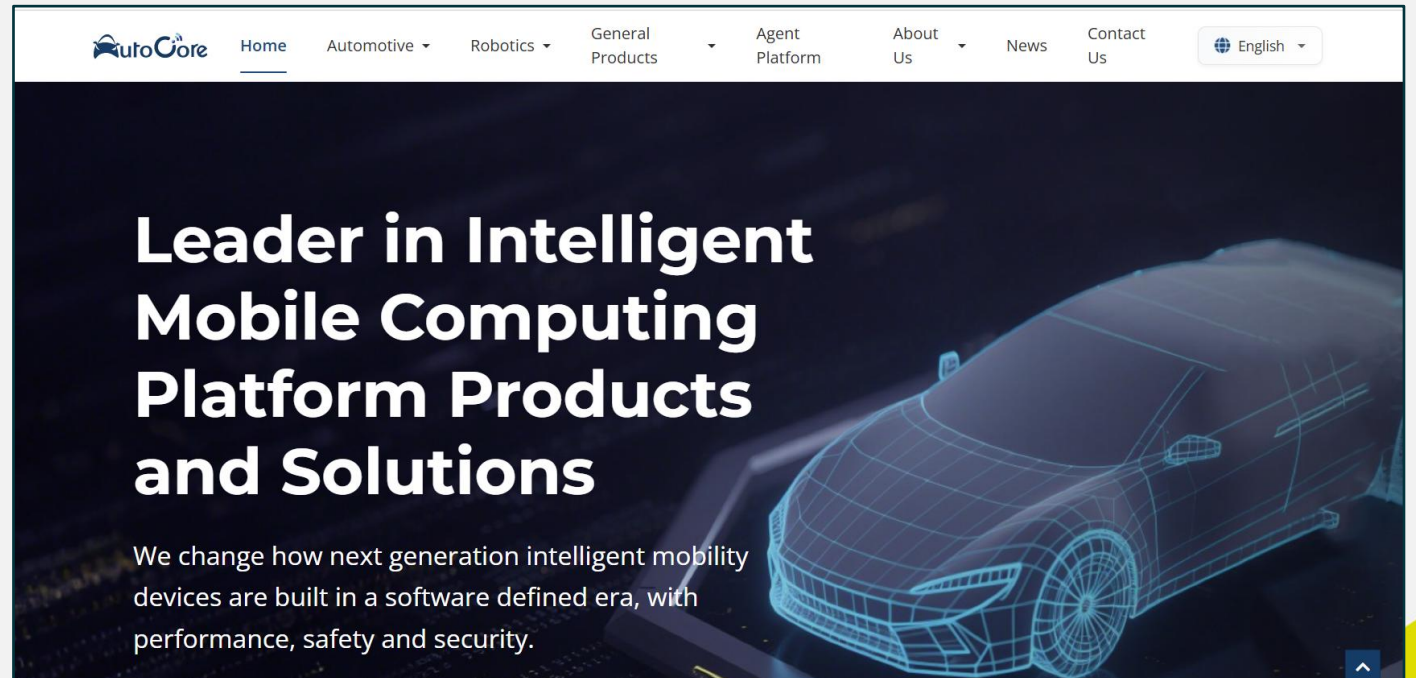 AutoCore
Home
Automotive
Robotics
General
Products
Agent
Platform
About
Us
News
Contact
Us
English
Leader in Intelligent
Mobile Computing
Platform Products
and Solutions
We change how next generation intelligent mobility
devices are built in a software defined era, with
performance, safety and security.